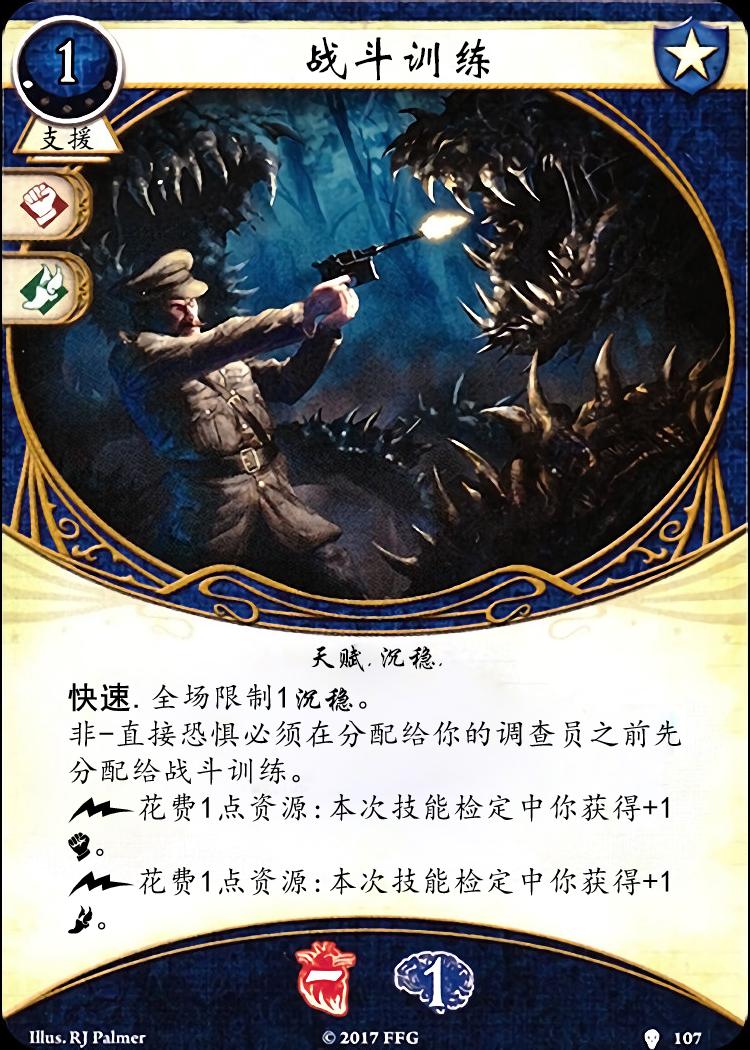 1
战斗训练
支援
天赋.沉稳.
快速.全场限制1沉稳。
非-直接恐惧必须在分配给你的调查员之前先
分配给战斗训练。
花费1点资源:本次技能检定中你获得+1
。
花费1点资源:本次技能检定中你获得+1
。
- 1
Illus. RJ Palmer © 2017 FFG 107